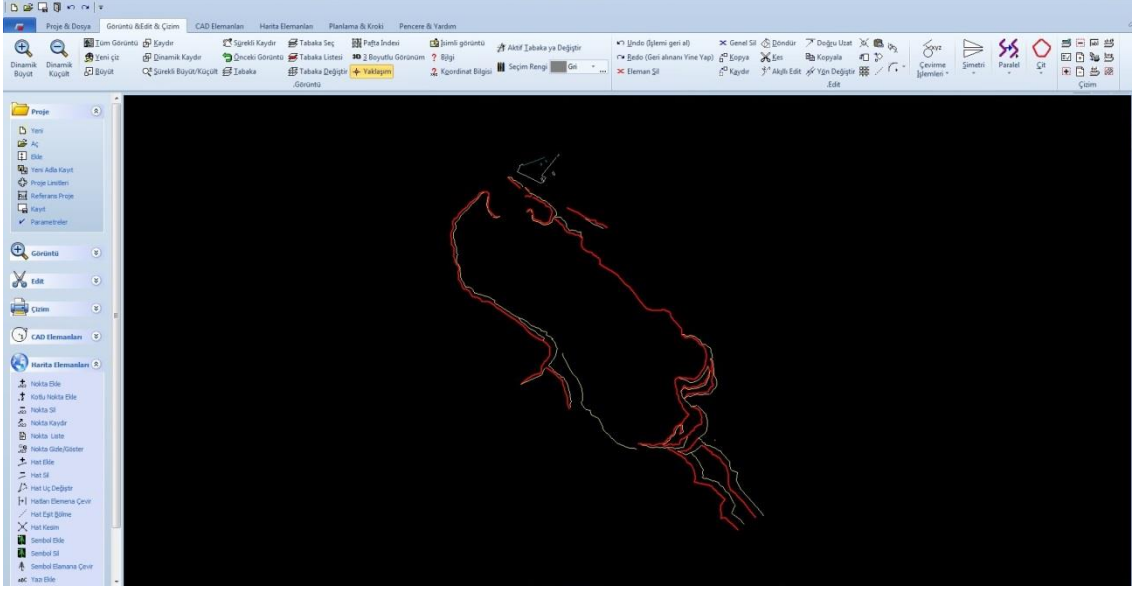 Proje & Dosya Görüntü &Edit & Çizim CAD Elemanları Harita Elemanları Planlama & Kroki Pencere & Yardım
Dinamik Büyüt
Dinamik Küçült
Tüm Görüntü
Yeni çiz
Büyüt
Kaydır
Dinamik Kaydır
Sürekli Büyüt/Küçült
Sürekli Kaydır
Önceki Görüntü
Tabaka
Tabaka Seç
Tabaka Listesi
Tabaka Değiştir
Pafta İndexi
3D 3 Boyutlu Görünüm
Yaklaşım
İsimli görüntü
? Bilgi
Koordinat Bilgisi
Aktif Tabaka ya Değiştir
Seçim Rengi Gri
...
.Görüntü
Undo (İşlemi geri al)
Redo (Geri alınanı Yine Yap)
Eleman Sil
Genel Sil
Kopya
Kaydır
Döndür
Kes
Akıllı Edit
Doğru Uzat
Kopyala
Yön Değiştir
Çevirme İşlemleri
Simetri
Paralel
Çit
.Edit
Çizim
Proje
Yeni
Aç
Ekle
Yeni Adla Kayıt
Proje Limitleri
Referans Proje
Kayıt
Parametreler
Görüntü
Edit
Çizim
CAD Elemanları
Harita Elemanları
Nokta Ekle
Kotlu Nokta Ekle
Nokta Sil
Nokta Kaydır
Nokta Liste
Nokta Gizle/Göster
Hat Ekle
Hat Sil
Hat Uç Değiştir
Hatları Elemena Çevir
Hat Eşit Bölme
Hat Kesim
Sembol Ekle
Sembol Sil
Sembol Elamana Çevir
ABC Yazı Ekle